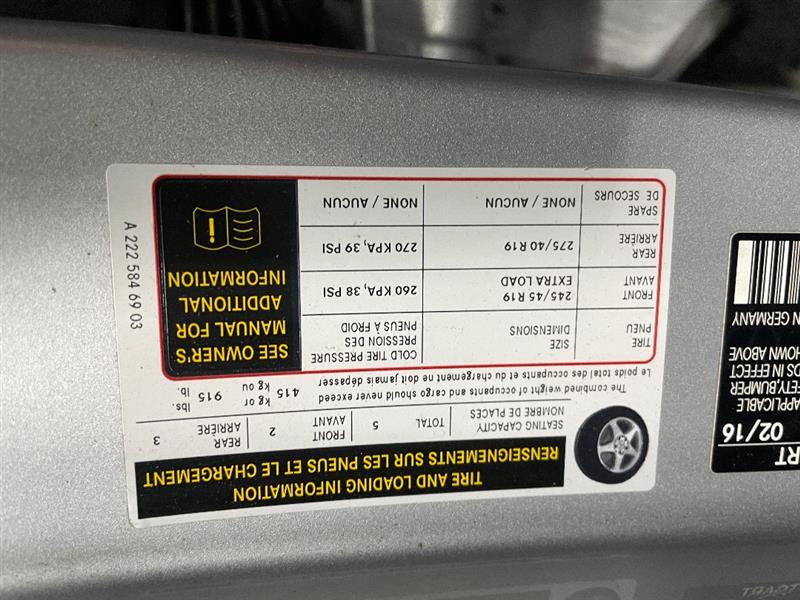 TIRE AND LOADING INFORMATION
RENSEIGNEMENTS SUR LES PNEUS ET LE CHARGEMENT
SEATING CAPACITY
NOMBRE DE PLACES
TOTAL 5
FRONT
AVANT
2
REAR
ARRIÈRE
3
The combined weight of occupants and cargo should never exceed
Le poids total des occupants et du chargement ne doit jamais dépasser
415 kg or
kg ou
915 lbs.
lb.
TIRE
PNEU
SIZE
DIMENSIONS
COLD TIRE PRESSURE
PRESSION DES
PNEUS À FROID
FRONT
AVANT
245/45 R19
EXTRA LOAD
260 KPA, 38 PSI
REAR
ARRIÈRE
275/40 R19
270 KPA, 39 PSI
SPARE
DE SECOURS
NONE / AUCUN
NONE / AUCUN
SEE OWNER'S
MANUAL FOR
ADDITIONAL
INFORMATION
A 222 584 69 03
02/16
APPLICABLE
BUMPER
IN EFFECT
SHOWN ABOVE
GERMANY